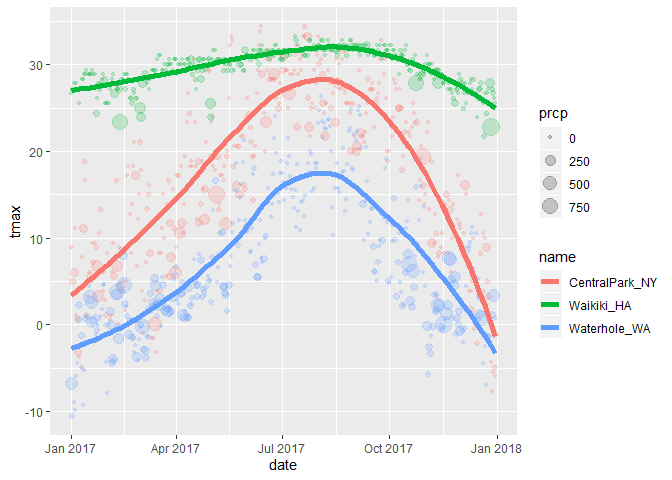 tmax
30
20
10
0
-10
Jan 2017
Apr 2017
Jul 2017
Oct 2017
Jan 2018
date
prcp
0
250
500
750
name
CentralPark_NY
Waikiki_HA
Waterhole_WA